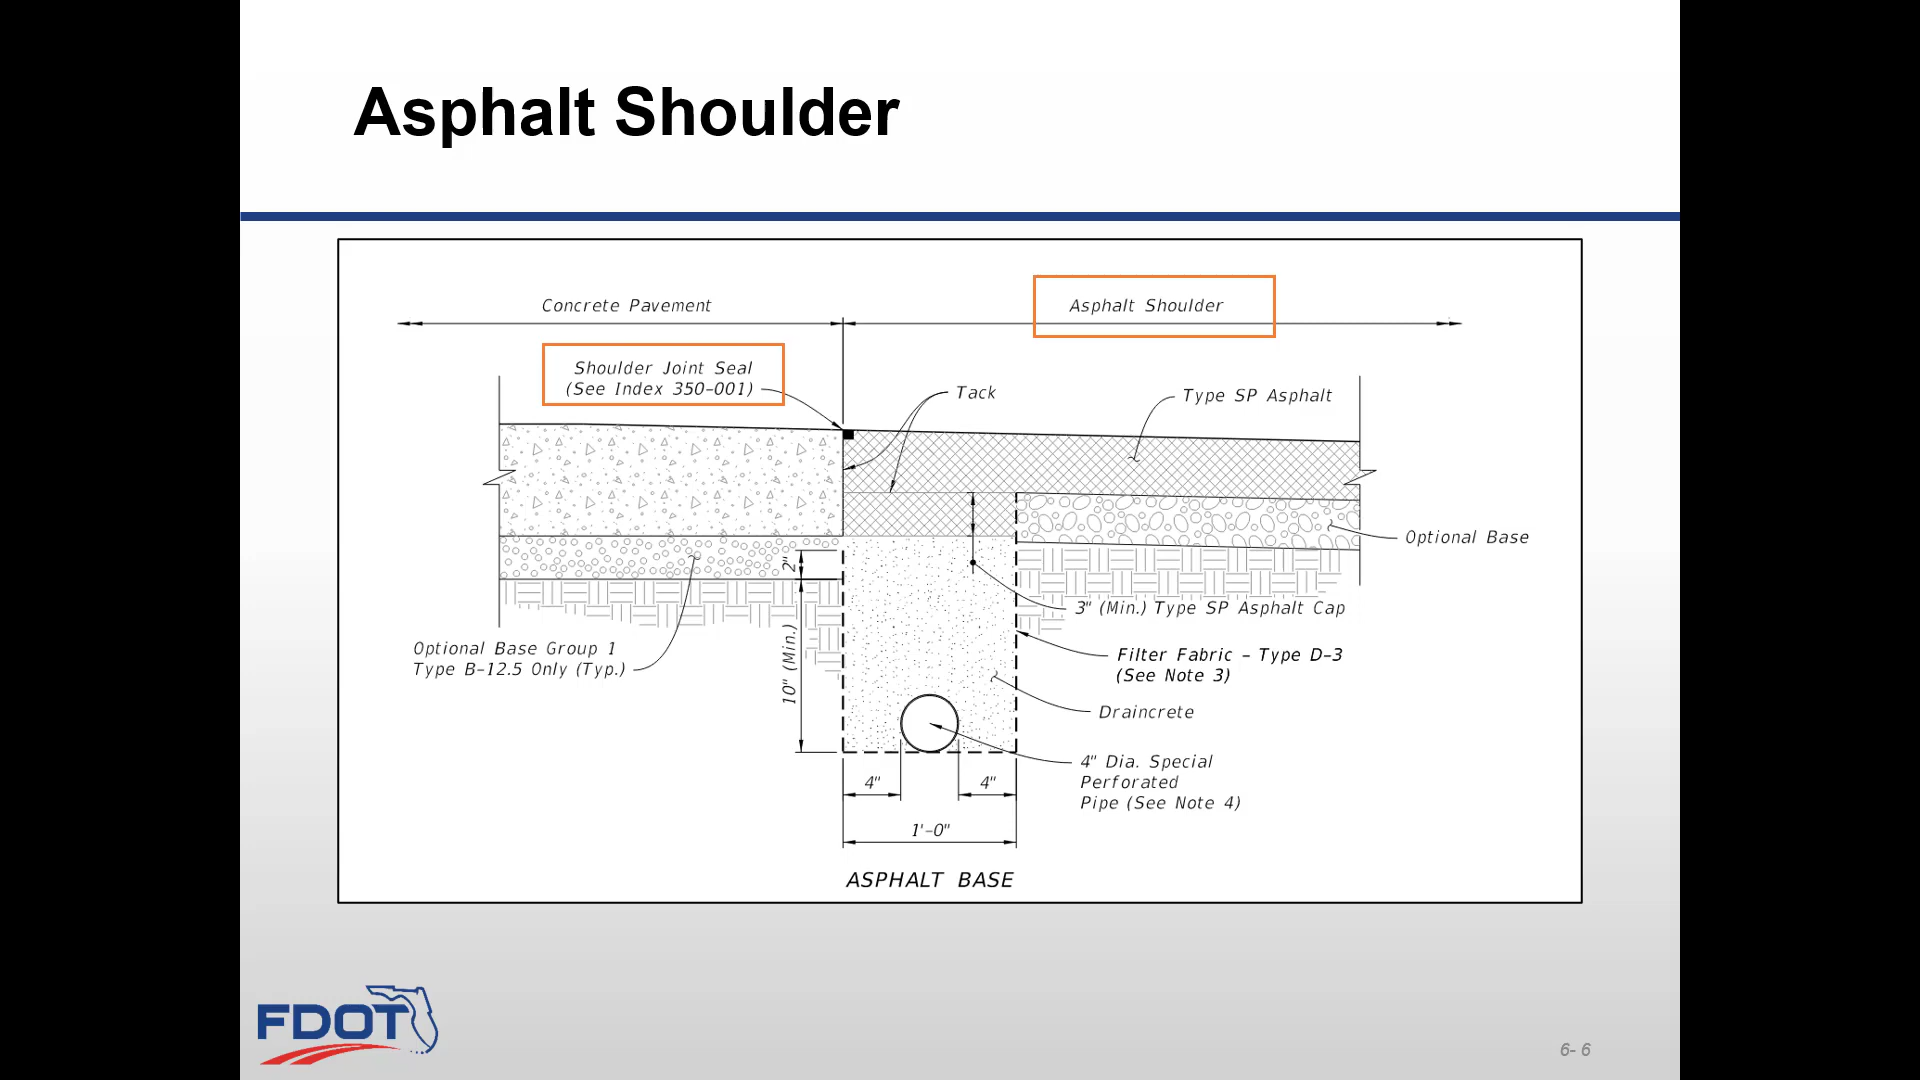 Asphalt Shoulder
Concrete Pavement
Asphalt Shoulder
Shoulder Joint Seal
(See Index 350-001)
Tack
Type SP Asphalt
Optional Base
2"
3" (Min.) Type SP Asphalt Cap
Optional Base Group 1
Type B-12.5 Only (Typ.)
10" (Min.)
Filter Fabric - Type D-3
(See Note 3)
Draincrete
4" Dia. Special
Perforated
Pipe (See Note 4)
4"
4"
1'-0"
ASPHALT BASE
FDOT
6- 6